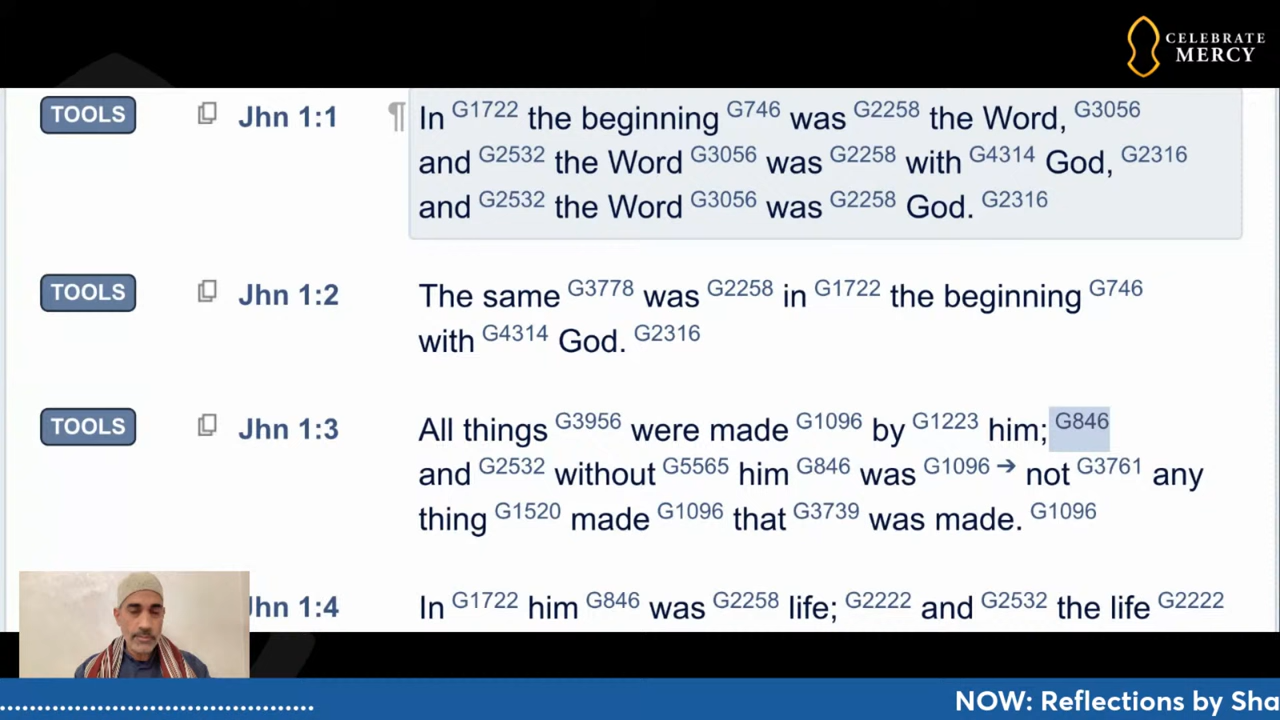 CELEBRATE
MERCY
TOOLS Jhn 1:1 ¶ In G1722 the beginning G746 was G2258 the Word, G3056
and G2532 the Word G3056 was G2258 with G4314 God, G2316
and G2532 the Word G3056 was G2258 God. G2316
TOOLS Jhn 1:2 The same G3778 was G2258 in G1722 the beginning G746
with G4314 God. G2316
TOOLS Jhn 1:3 All things G3956 were made G1096 by G1223 him; G846
and G2532 without G5565 him G846 was G1096 ➔ not G3761 any
thing G1520 made G1096 that G3739 was made. G1096
Jhn 1:4 In G1722 him G846 was G2258 life; G2222 and G2532 the life G2222
NOW: Reflections by Sha